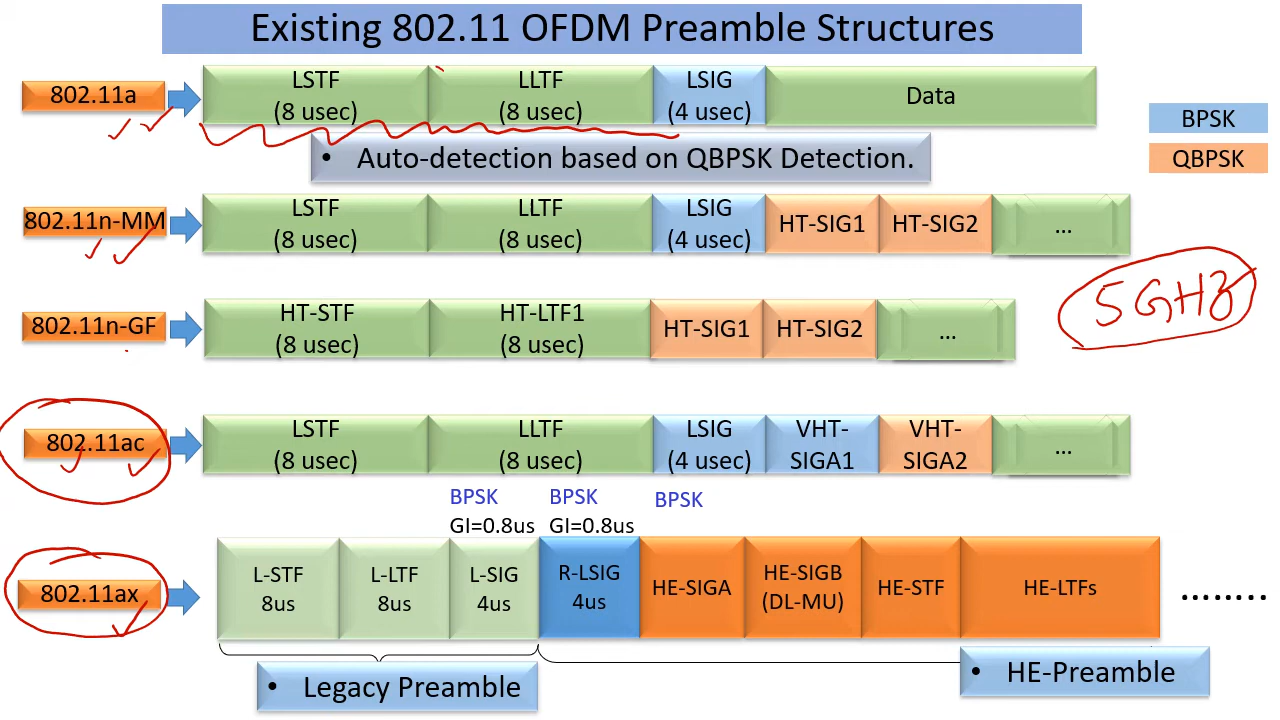 Existing 802.11 OFDM Preamble Structures
802.11a
LSTF
(8 usec)
LLTF
(8 usec)
LSIG
(4 usec)
Data
BPSK
QBPSK
• Auto-detection based on QBPSK Detection.
802.11n-MM
LSTF
(8 usec)
LLTF
(8 usec)
LSIG
(4 usec)
HT-SIG1
HT-SIG2
...
5GHz
802.11n-GF
HT-STF
(8 usec)
HT-LTF1
(8 usec)
HT-SIG1
HT-SIG2
...
802.11ac
LSTF
(8 usec)
LLTF
(8 usec)
LSIG
(4 usec)
VHT-
SIGA1
VHT-
SIGA2
...
BPSK
GI=0.8us
BPSK
GI=0.8us
BPSK
802.11ax
L-STF
8us
L-LTF
8us
L-SIG
4us
R-LSIG
4us
HE-SIGA
HE-SIGB
(DL-MU)
HE-STF
HE-LTFs
........
• Legacy Preamble
• HE-Preamble